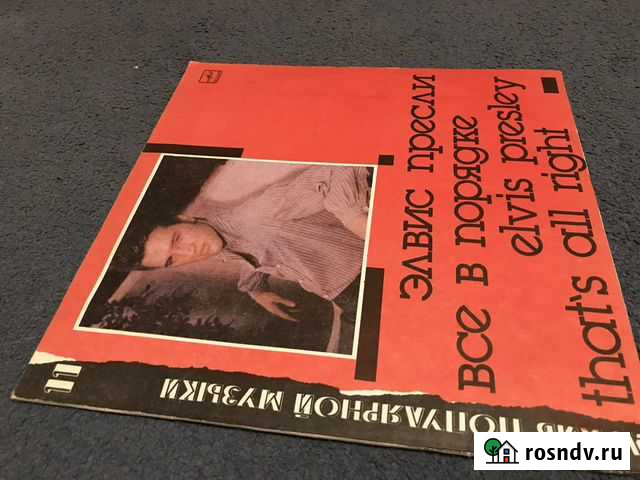 элвис пресли
все в порядке
elvis presley
that's all right
ПОПУЛЯРНОЙ МУЗЫКИ
11
rosndv.ru